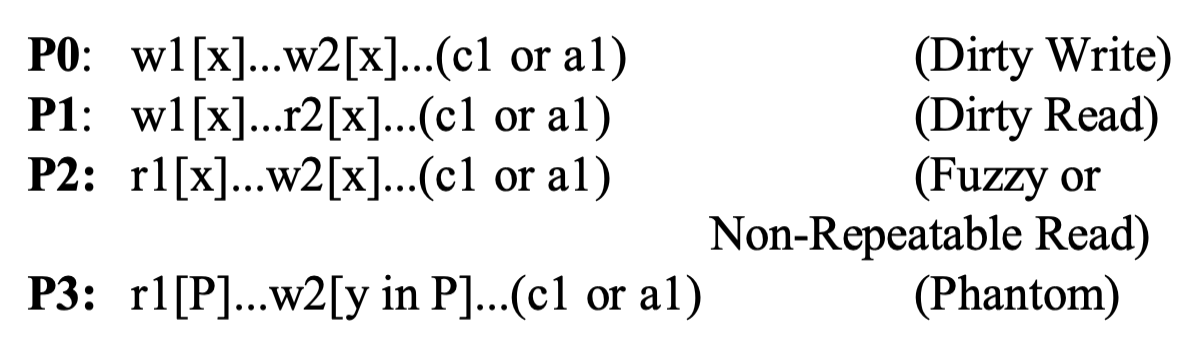 P0: w1[x]...w2[x]...(c1 or a1) (Dirty Write)
P1: w1[x]...r2[x]...(c1 or a1) (Dirty Read)
P2: r1[x]...w2[x]...(c1 or a1) (Fuzzy or
Non-Repeatable Read)
P3: r1[P]...w2[y in P]...(c1 or a1) (Phantom)